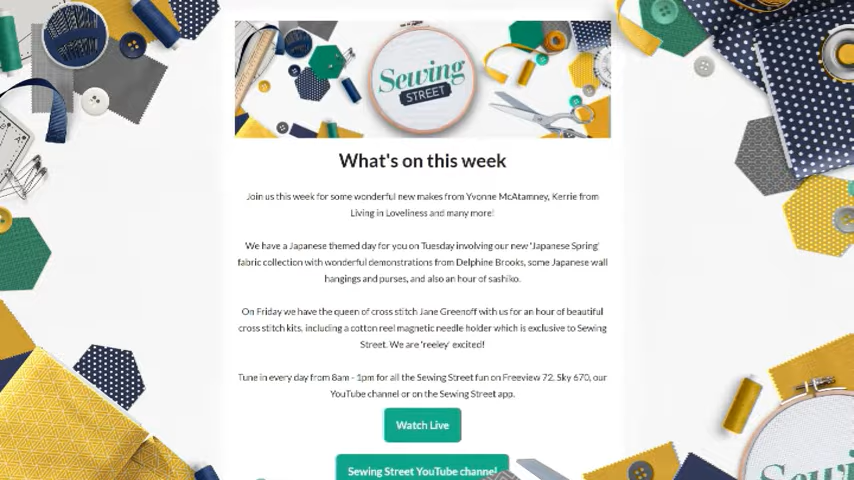 Sewing
STREET
What's on this week
Join us this week for some wonderful new makes from Yvonne McAtamney, Kerrie from
Living in Loveliness and many more!
We have a Japanese themed day for you on Tuesday involving our new 'Japanese Spring'
fabric collection with wonderful demonstrations from Delphine Brooks, some Japanese wall
hangings and purses, and also an hour of sashiko.
On Friday we have the queen of cross stitch Jane Greenoff with us for an hour of beautiful
cross stitch kits, including a cotton reel magnetic needle holder which is exclusive to Sewing
Street. We are 'reeley' excited!
Tune in every day from 8am - 1pm for all the Sewing Street fun on Freeview 72, Sky 670, our
YouTube channel or on the Sewing Street app.
Watch Live
Sewing Street YouTube channel